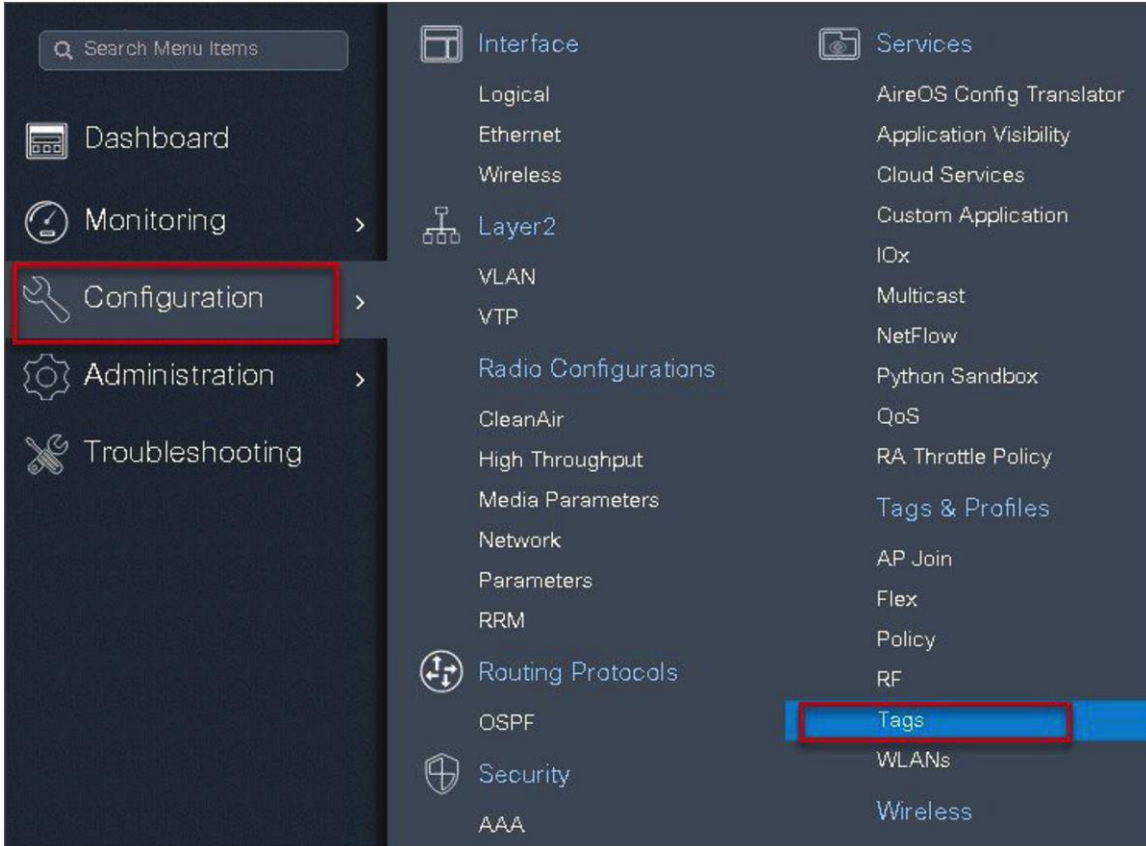 Search Menu Items
Dashboard
Monitoring
Configuration
Administration
Troubleshooting
Interface
Logical
Ethernet
Wireless
Layer2
VLAN
VTP
Radio Configurations
CleanAir
High Throughput
Media Parameters
Network
Parameters
RRM
Routing Protocols
OSPF
Security
AAA
Services
AireOS Config Translator
Application Visibility
Cloud Services
Custom Application
IOx
Multicast
NetFlow
Python Sandbox
QoS
RA Throttle Policy
Tags & Profiles
AP Join
Flex
Policy
RF
Tags
WLANs
Wireless